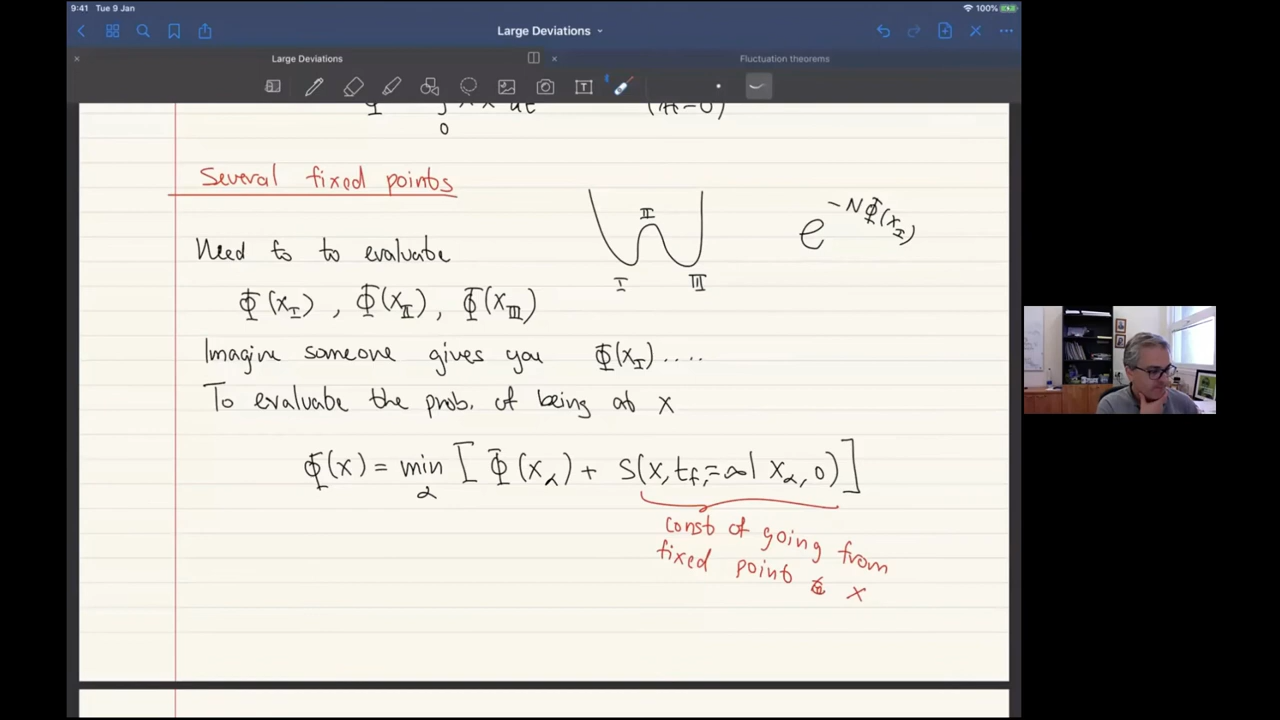 9:41 Tue 9 Jan
100%
Large Deviations
Large Deviations
Fluctuation theorems
0
Several fixed points
II
I
III
e^{-NΦ(x_I)}
Need to to evaluate
Φ(x_I), Φ(x_II), Φ(x_III)
Imagine someone gives you Φ(x_I)....
To evaluate the prob. of being at x
Φ(x) = min_α [Φ(x_α) + S(x, t_f = ∞ | x_α, 0)]
Const of going from
fixed point to x